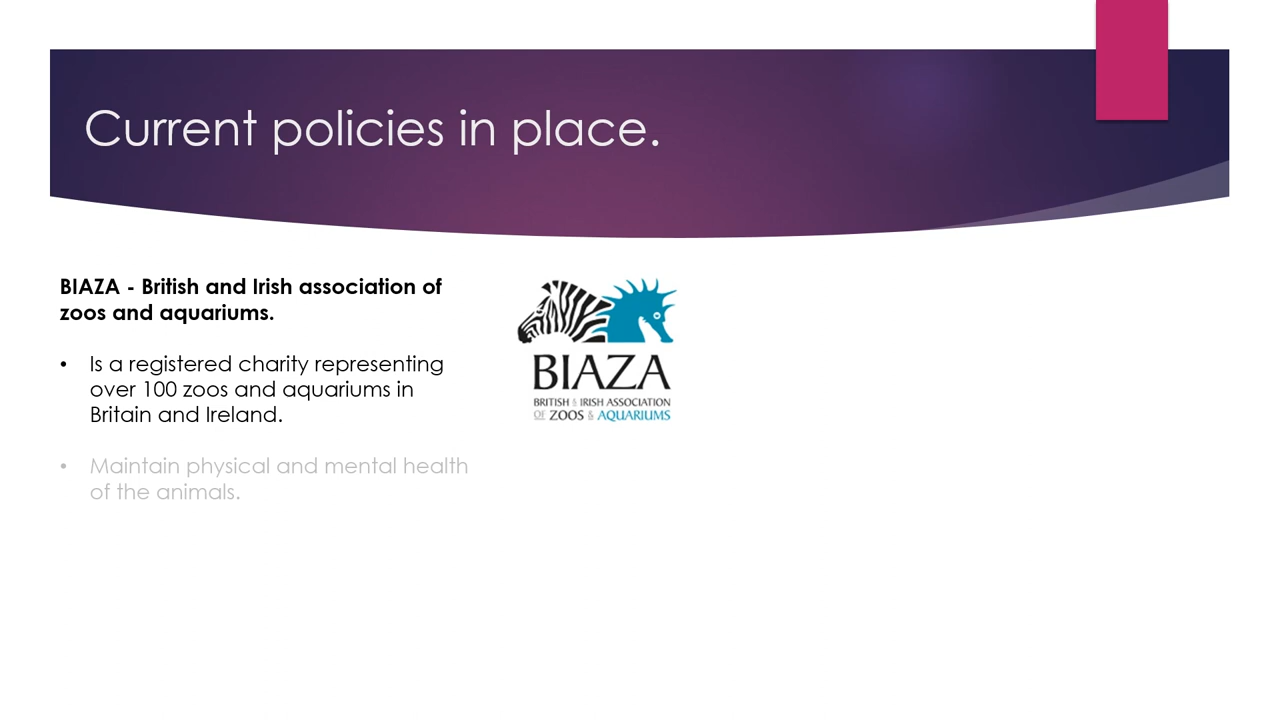 Current policies in place.
BIAZA - British and Irish association of
zoos and aquariums.
• Is a registered charity representing
over 100 zoos and aquariums in
Britain and Ireland.
• Maintain physical and mental health
of the animals.
BIAZA
BRITISH & IRISH ASSOCIATION
OF ZOOS & AQUARIUMS